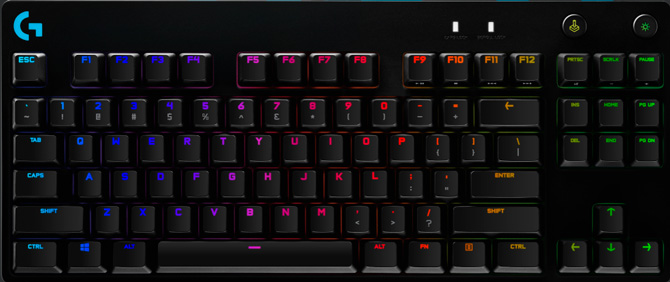 ESC F1 F2 F3 F4 F5 F6 F7 F8 F9 F10 F11 F12 PRTSC SCRLK PAUSE
` 1 2 3 4 5 6 7 8 9 0 - = ←
~ ! @ # $ % ^ & * ( ) _ +
INS HOME PG UP
TAB Q W E R T Y U I O P [ ] \
{ } |
DEL END PG DN
CAPS A S D F G H J K L ; ' ENTER
: "
SHIFT Z X C V B N M , . / SHIFT ↑
< > ?
CTRL ALT ALT FN CTRL ← ↓ →